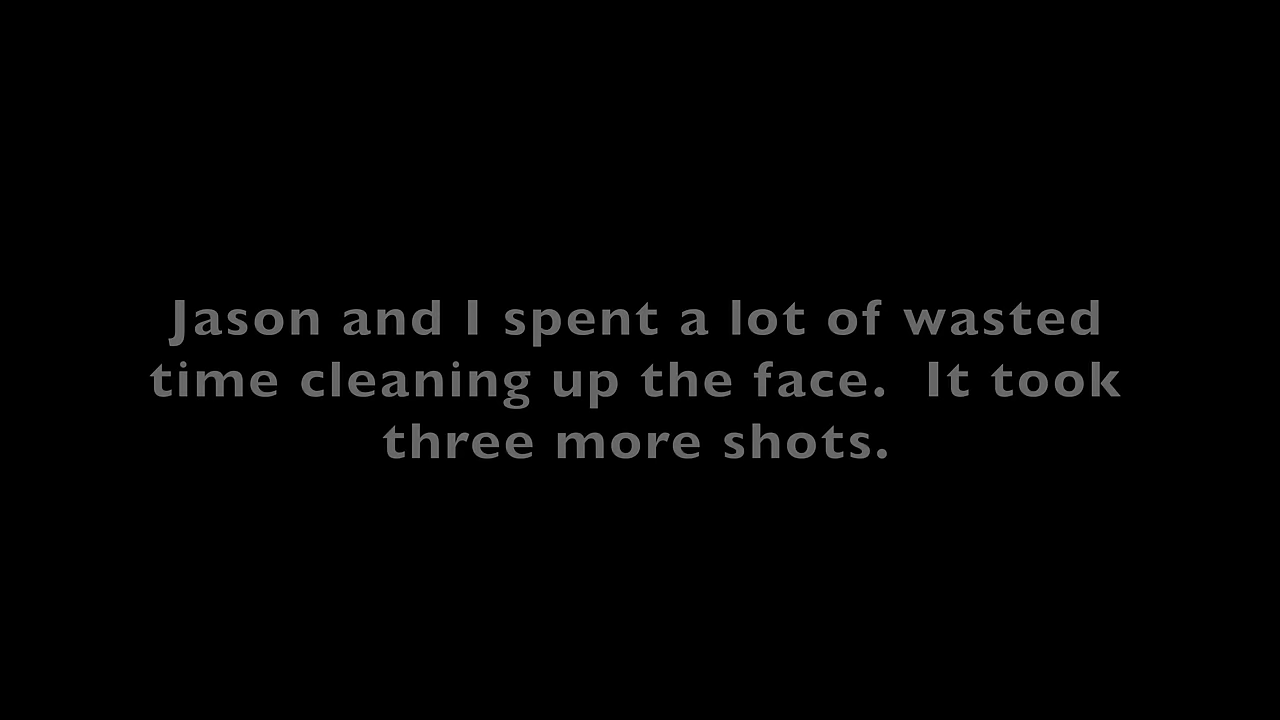 Jason and I spent a lot of wasted
time cleaning up the face.  It took
three more shots.